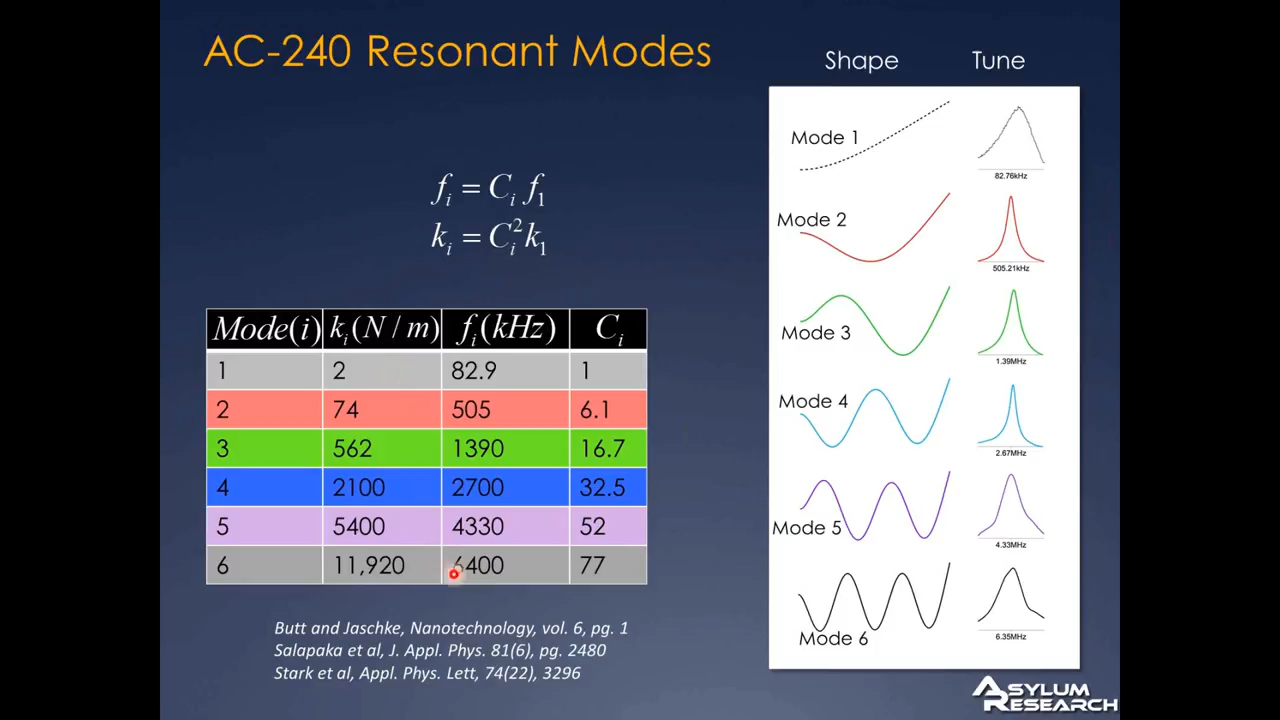 AC-240 Resonant Modes
Shape Tune
fᵢ = Cᵢ f₁
kᵢ = Cᵢ²k₁
Mode(i) kᵢ(N / m) fᵢ(kHz) Cᵢ
1 2 82.9 1
2 74 505 6.1
3 562 1390 16.7
4 2100 2700 32.5
5 5400 4330 52
6 11,920 6400 77
Butt and Jaschke, Nanotechnology, vol. 6, pg. 1
Salapaka et al, J. Appl. Phys. 81(6), pg. 2480
Stark et al, Appl. Phys. Lett, 74(22), 3296
Mode 1
82.76kHz
Mode 2
505.21kHz
Mode 3
1.39MHz
Mode 4
2.67MHz
Mode 5
4.33MHz
Mode 6
6.35MHz
ASYLUM
RESEARCH